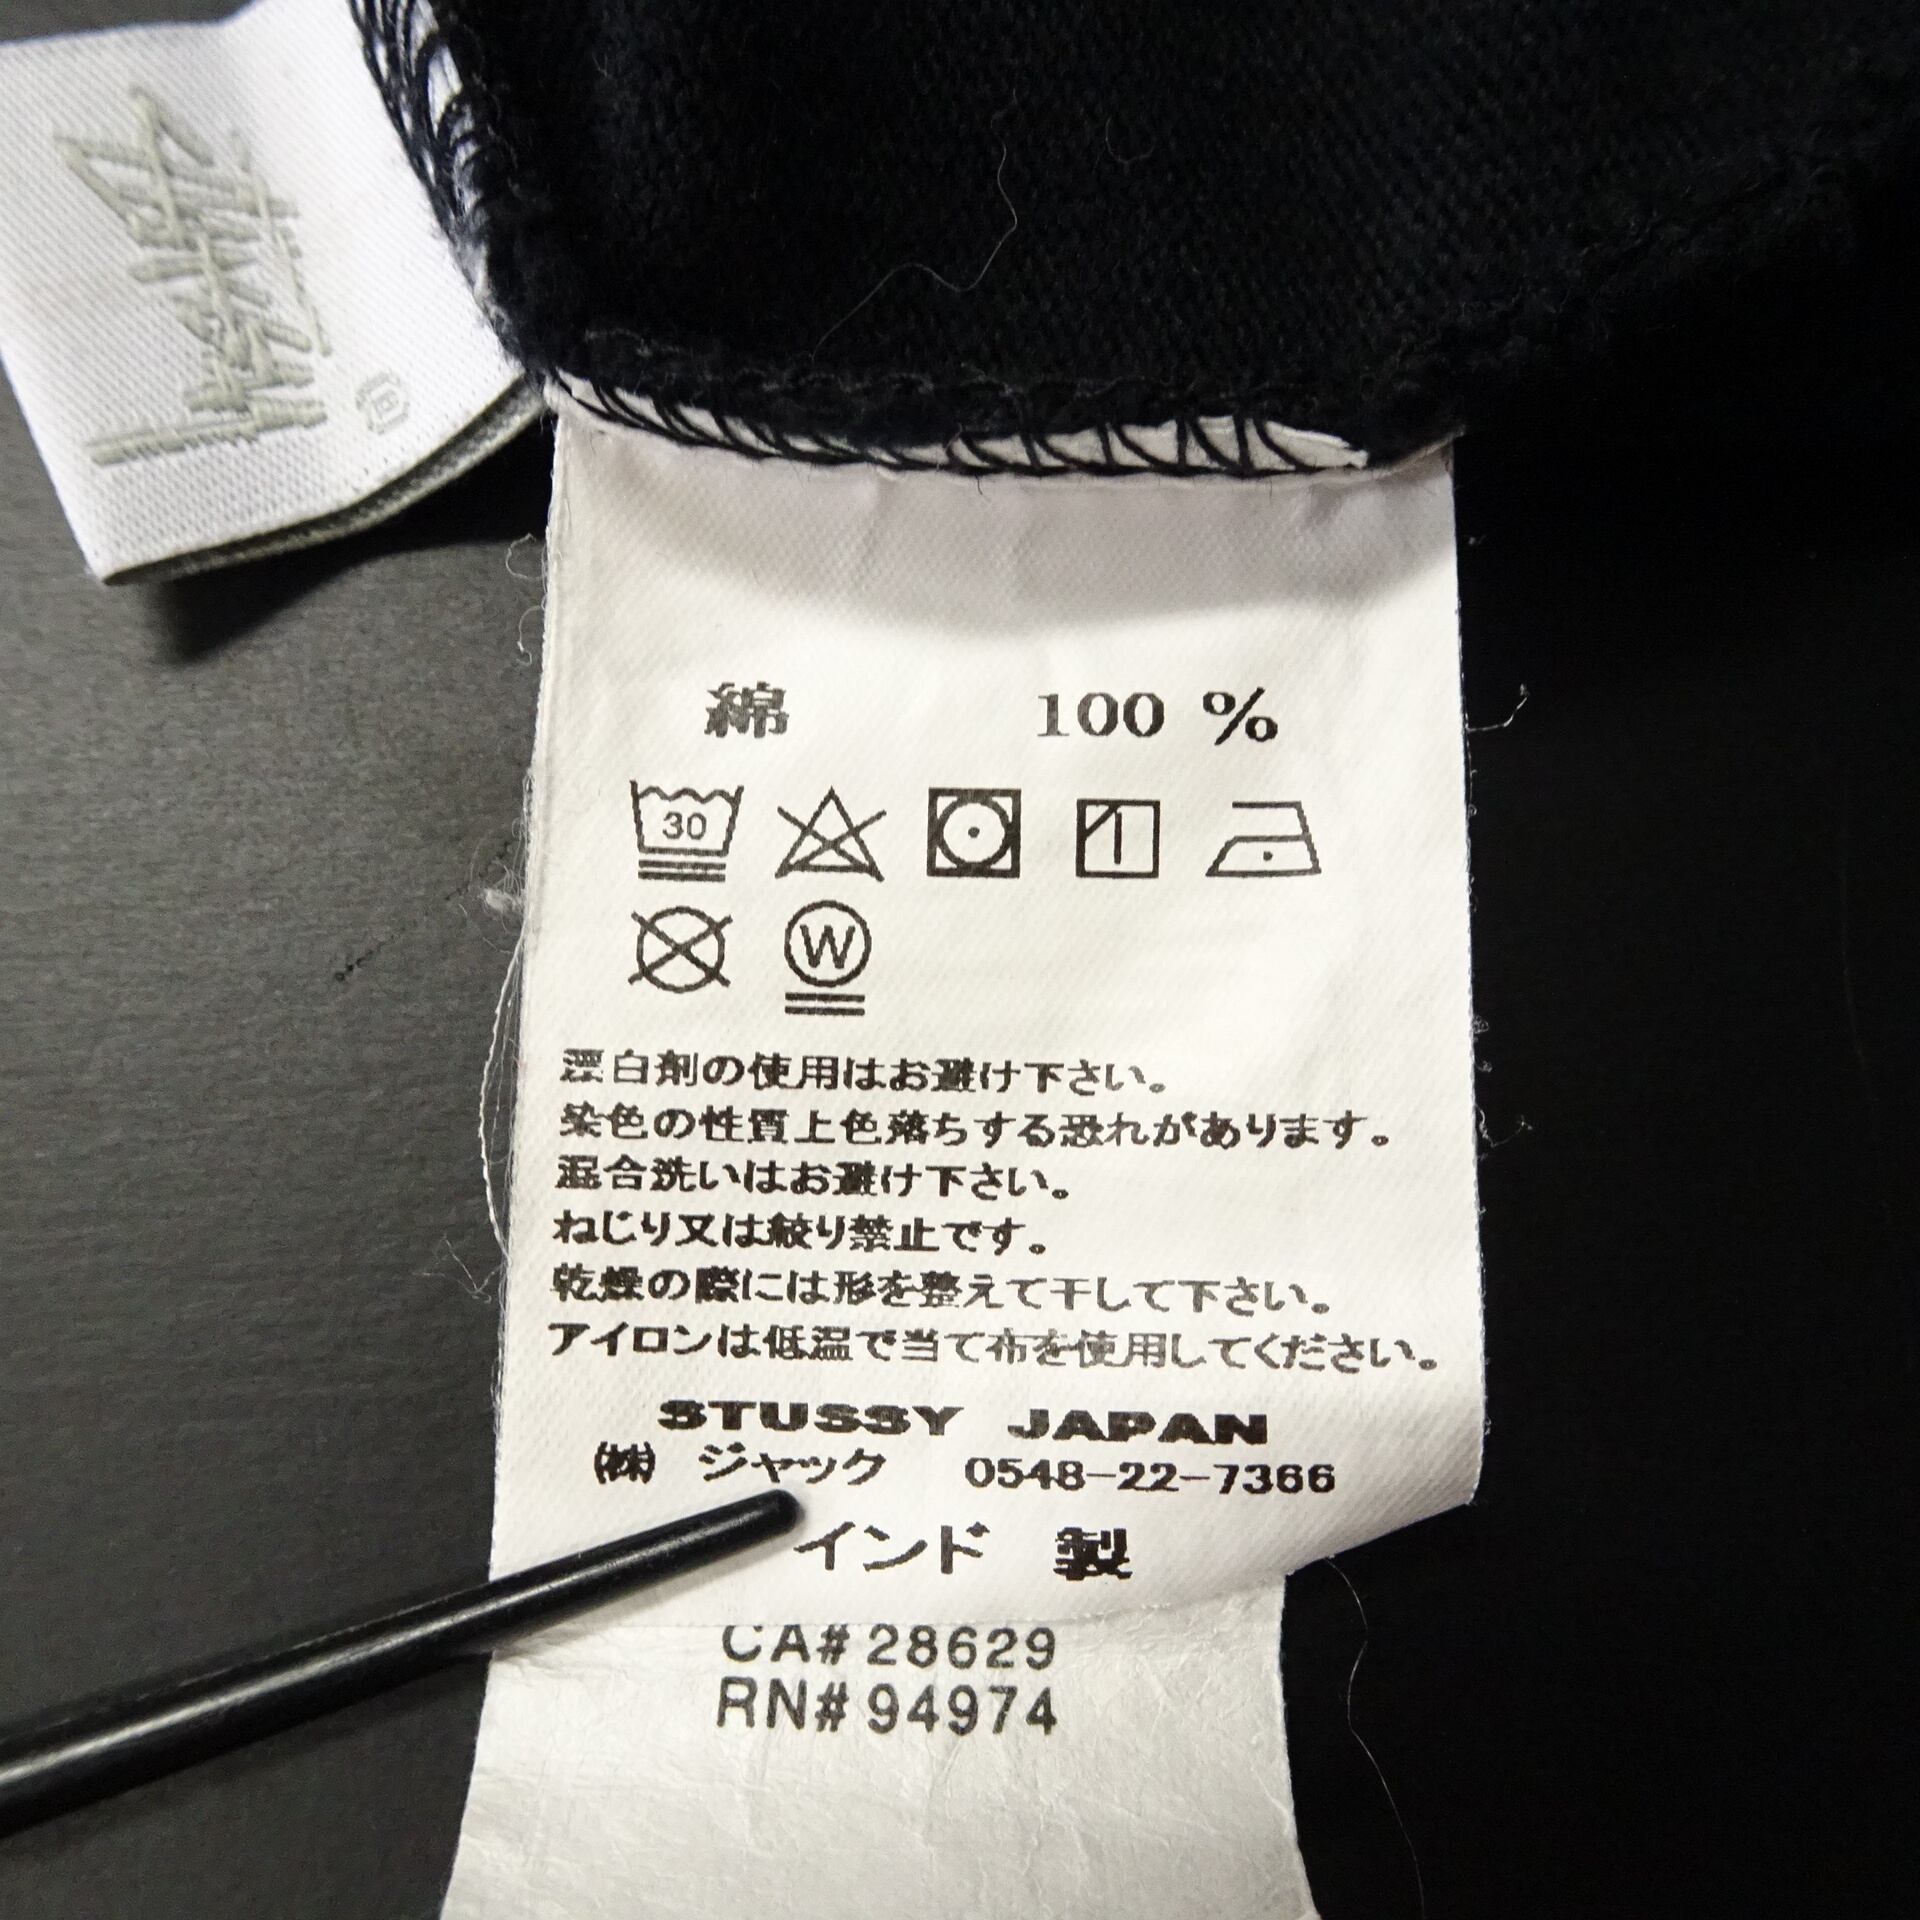 綿 100 %
30
W
漂白剤の使用はお避け下さい。
染色の性質上色落ちする恐れがあります。
混合洗いはお避け下さい。
ねじり又は絞り禁止です。
乾燥の際には形を整えて干して下さい。
アイロンは低温で当て布を使用してください。
STUSSY JAPAN
㈱ ジャック 0548-22-7366
インド 製
CA# 28629
RN# 94974